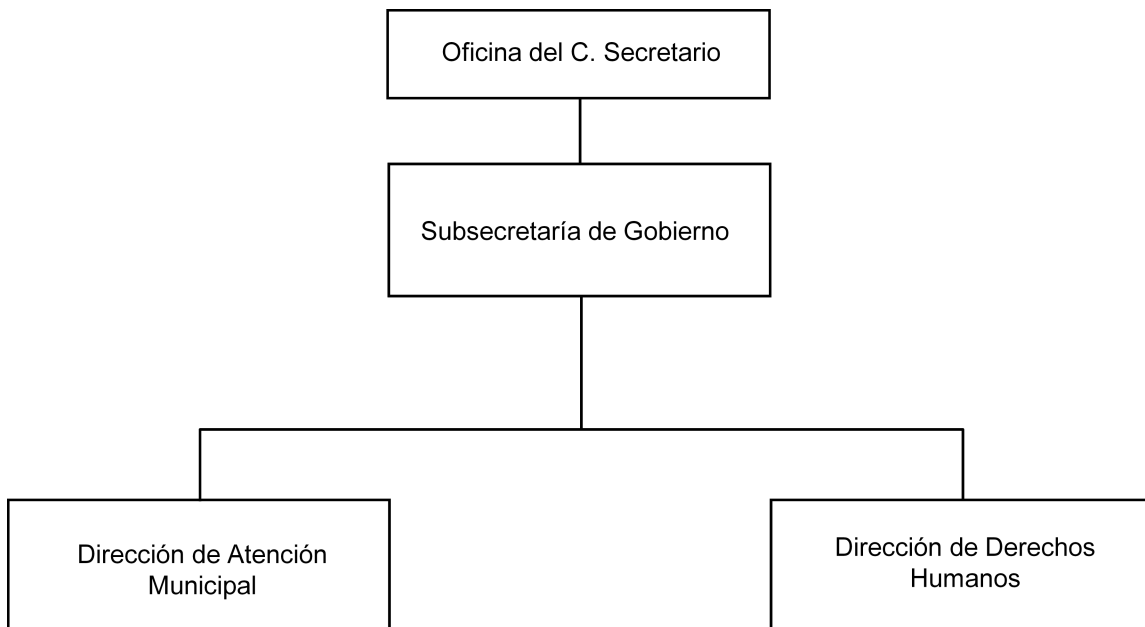 Oficina del C. Secretario
Subsecretaría de Gobierno
Dirección de Atención
Municipal
Dirección de Derechos
Humanos